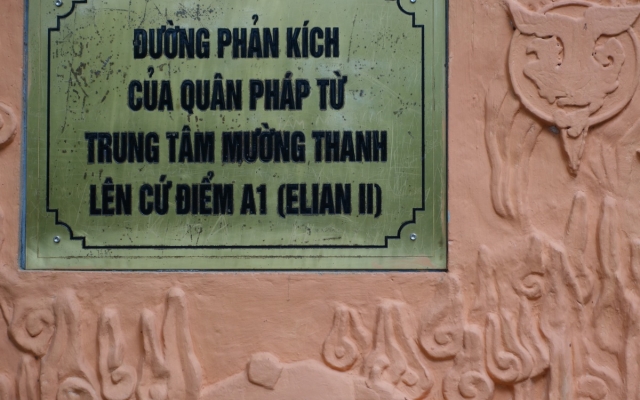 ĐƯỜNG PHẢN KÍCH
CỦA QUÂN PHÁP TỪ
TRUNG TÂM MƯỜNG THANH
LÊN CỨ ĐIỂM A1 (ELIAN II)